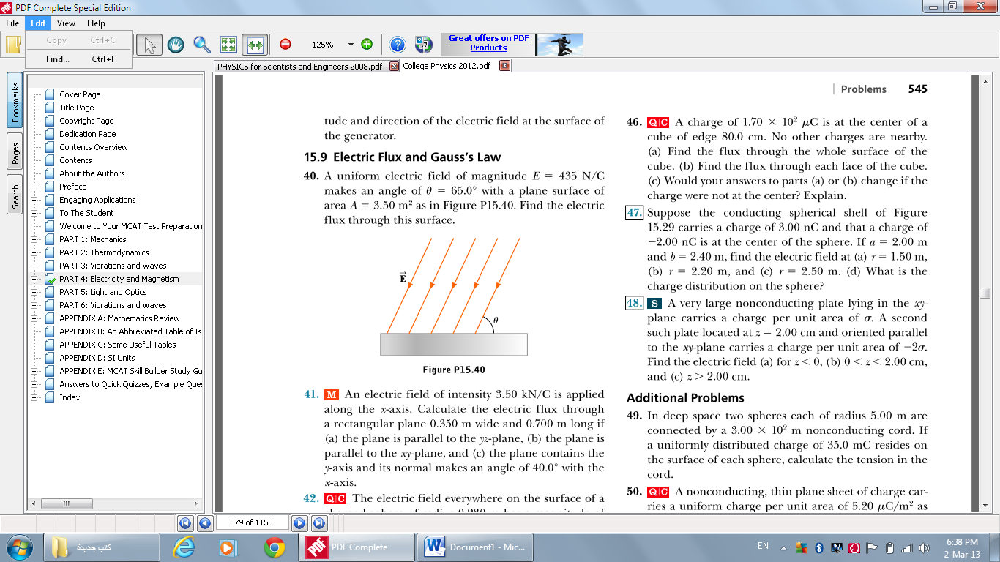 PDF Complete Special Edition
File Edit View Help
Copy Ctrl+C
Find... Ctrl+F
125%
Great offers on PDF
Products
PHYSICS for Scientists and Engineers 2008.pdf
College Physics 2012.pdf
Bookmarks
Pages
Search
Cover Page
Title Page
Copyright Page
Dedication Page
Contents Overview
Contents
About the Authors
Preface
Engaging Applications
To The Student
Welcome to Your MCAT Test Preparation
PART 1: Mechanics
PART 2: Thermodynamics
PART 3: Vibrations and Waves
PART 4: Electricity and Magnetism
PART 5: Light and Optics
PART 6: Vibrations and Waves
APPENDIX A: Mathematics Review
APPENDIX B: An Abbreviated Table of Is
APPENDIX C: Some Useful Tables
APPENDIX D: SI Units
APPENDIX E: MCAT Skill Builder Study Gu
Answers to Quick Quizzes, Example Que
Index
| Problems 545
tude and direction of the electric field at the surface of
the generator.
15.9 Electric Flux and Gauss's Law
40. A uniform electric field of magnitude E = 435 N/C
makes an angle of θ = 65.0° with a plane surface of
area A = 3.50 m² as in Figure P15.40. Find the electric
flux through this surface.
E
θ
Figure P15.40
41. M An electric field of intensity 3.50 kN/C is applied
along the x-axis. Calculate the electric flux through
a rectangular plane 0.350 m wide and 0.700 m long if
(a) the plane is parallel to the yz-plane, (b) the plane is
parallel to the xy-plane, and (c) the plane contains the
y-axis and its normal makes an angle of 40.0° with the
x-axis.
42. Q|C The electric field everywhere on the surface of a
46. Q|C A charge of 1.70 × 10² μC is at the center of a
cube of edge 80.0 cm. No other charges are nearby.
(a) Find the flux through the whole surface of the
cube. (b) Find the flux through each face of the cube.
(c) Would your answers to parts (a) or (b) change if the
charge were not at the center? Explain.
47. Suppose the conducting spherical shell of Figure
15.29 carries a charge of 3.00 nC and that a charge of
−2.00 nC is at the center of the sphere. If a = 2.00 m
and b = 2.40 m, find the electric field at (a) r = 1.50 m,
(b) r = 2.20 m, and (c) r = 2.50 m. (d) What is the
charge distribution on the sphere?
48. S A very large nonconducting plate lying in the xy-
plane carries a charge per unit area of σ. A second
such plate located at z = 2.00 cm and oriented parallel
to the xy-plane carries a charge per unit area of −2σ.
Find the electric field (a) for z < 0, (b) 0 < z < 2.00 cm,
and (c) z > 2.00 cm.
Additional Problems
49. In deep space two spheres each of radius 5.00 m are
connected by a 3.00 × 10² m nonconducting cord. If
a uniformly distributed charge of 35.0 mC resides on
the surface of each sphere, calculate the tension in the
cord.
50. Q|C A nonconducting, thin plane sheet of charge car-
ries a uniform charge per unit area of 5.20 μC/m² as
579 of 1158
كتب جديدة
PDF Complete
Document1 - Mic...
EN
6:38 PM
2-Mar-13